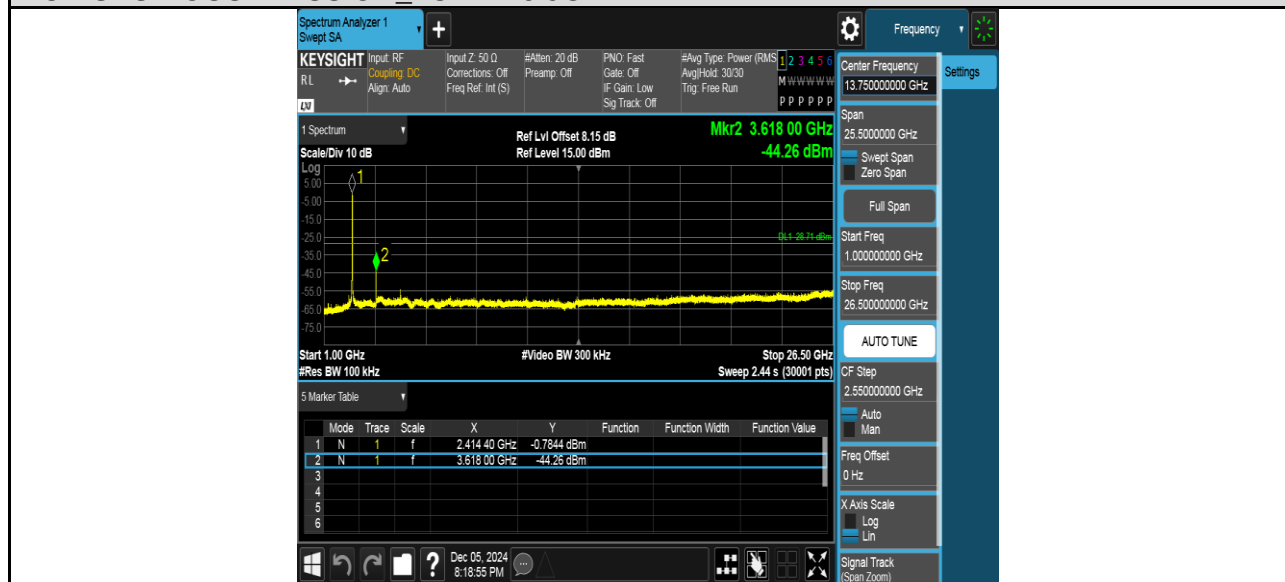 Spectrum Analyzer 1
Swept SA
+
Frequency
KEYSIGHT
RL
LXI
Input: RF
Coupling: DC
Align: Auto
Input Z: 50 Ω
Corrections: Off
Freq Ref: Int (S)
#Atten: 20 dB
Preamp: Off
PNO: Fast
Gate: Off
IF Gain: Low
Sig Track: Off
#Avg Type: Power (RMS
Avg|Hold: 30/30
Trig: Free Run
1 2 3 4 5 6
M W W W W W
P P P P P P
1 Spectrum
Scale/Div 10 dB
Ref Lvl Offset 8.15 dB
Ref Level 15.00 dBm
Mkr2 3.618 00 GHz
-44.26 dBm
Log
5.00
-5.00
-15.0
-25.0
-35.0
-45.0
-55.0
-65.0
-75.0
1
2
DL1 -28.71 dBm
Start 1.00 GHz
#Res BW 100 kHz
#Video BW 300 kHz
Stop 26.50 GHz
Sweep 2.44 s (30001 pts)
5 Marker Table
Mode Trace Scale X Y Function Function Width Function Value
1 N 1 f 2.414 40 GHz -0.7844 dBm
2 N 1 f 3.618 00 GHz -44.26 dBm
3
4
5
6
?
Dec 05, 2024
8:18:55 PM
Center Frequency
13.750000000 GHz
Settings
Span
25.5000000 GHz
Swept Span
Zero Span
Full Span
Start Freq
1.000000000 GHz
Stop Freq
26.500000000 GHz
AUTO TUNE
CF Step
2.550000000 GHz
Auto
Man
Freq Offset
0 Hz
X Axis Scale
Log
Lin
Signal Track
(Span Zoom)